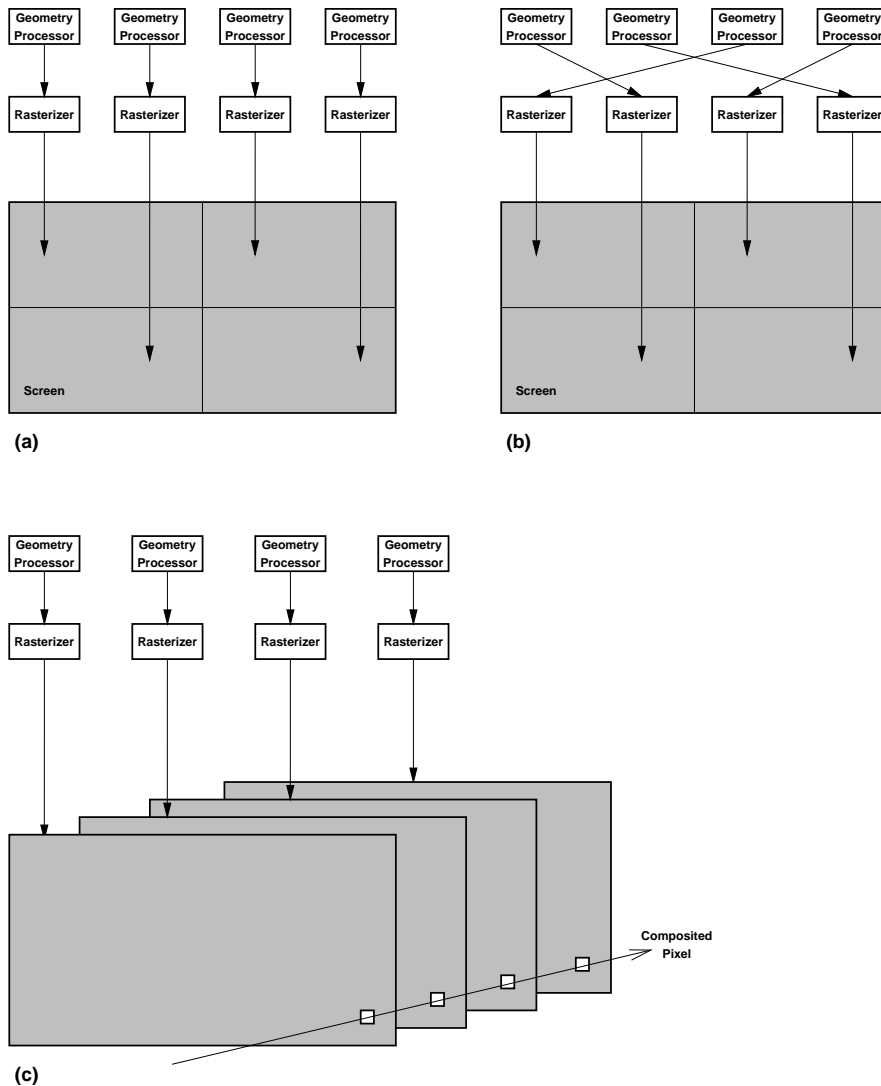 Geometry
Processor
Geometry
Processor
Geometry
Processor
Geometry
Processor
Rasterizer
Rasterizer
Rasterizer
Rasterizer
Screen
(a)
Geometry
Processor
Geometry
Processor
Geometry
Processor
Geometry
Processor
Rasterizer
Rasterizer
Rasterizer
Rasterizer
Screen
(b)
Geometry
Processor
Geometry
Processor
Geometry
Processor
Geometry
Processor
Rasterizer
Rasterizer
Rasterizer
Rasterizer
Composited
Pixel
(c)